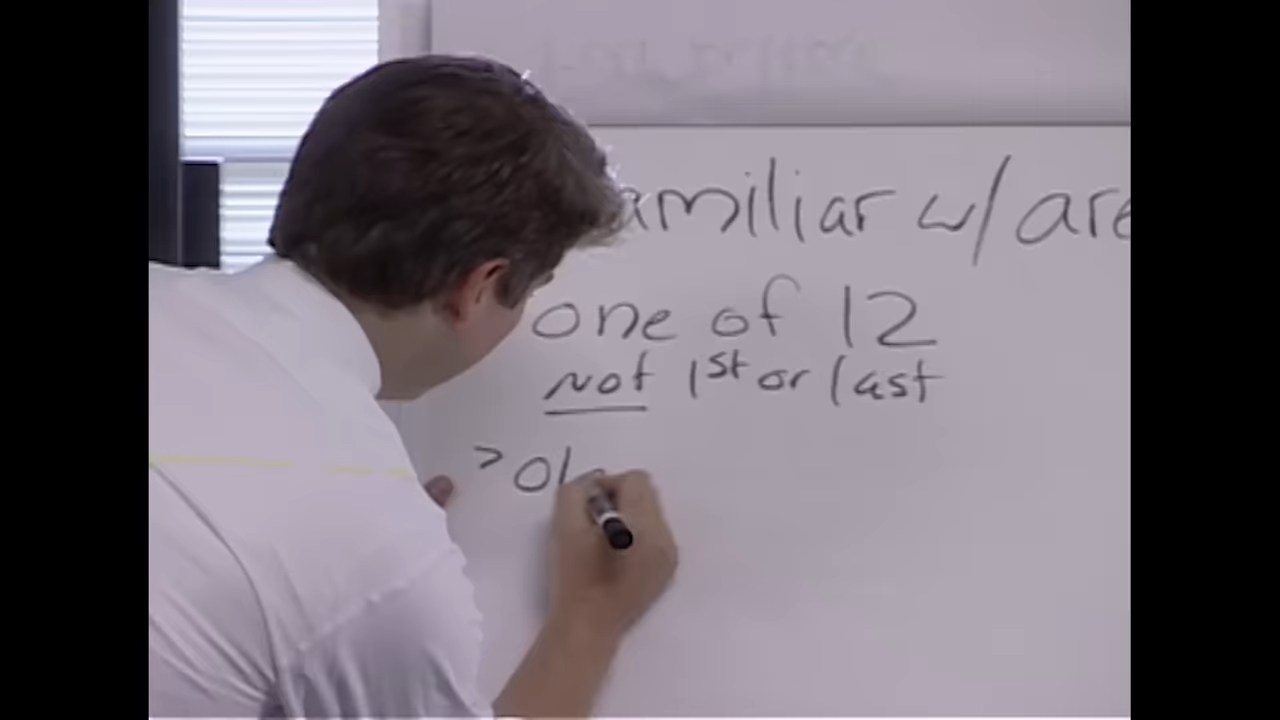 amiliar w/ are
one of 12
not 1st or last
> ol